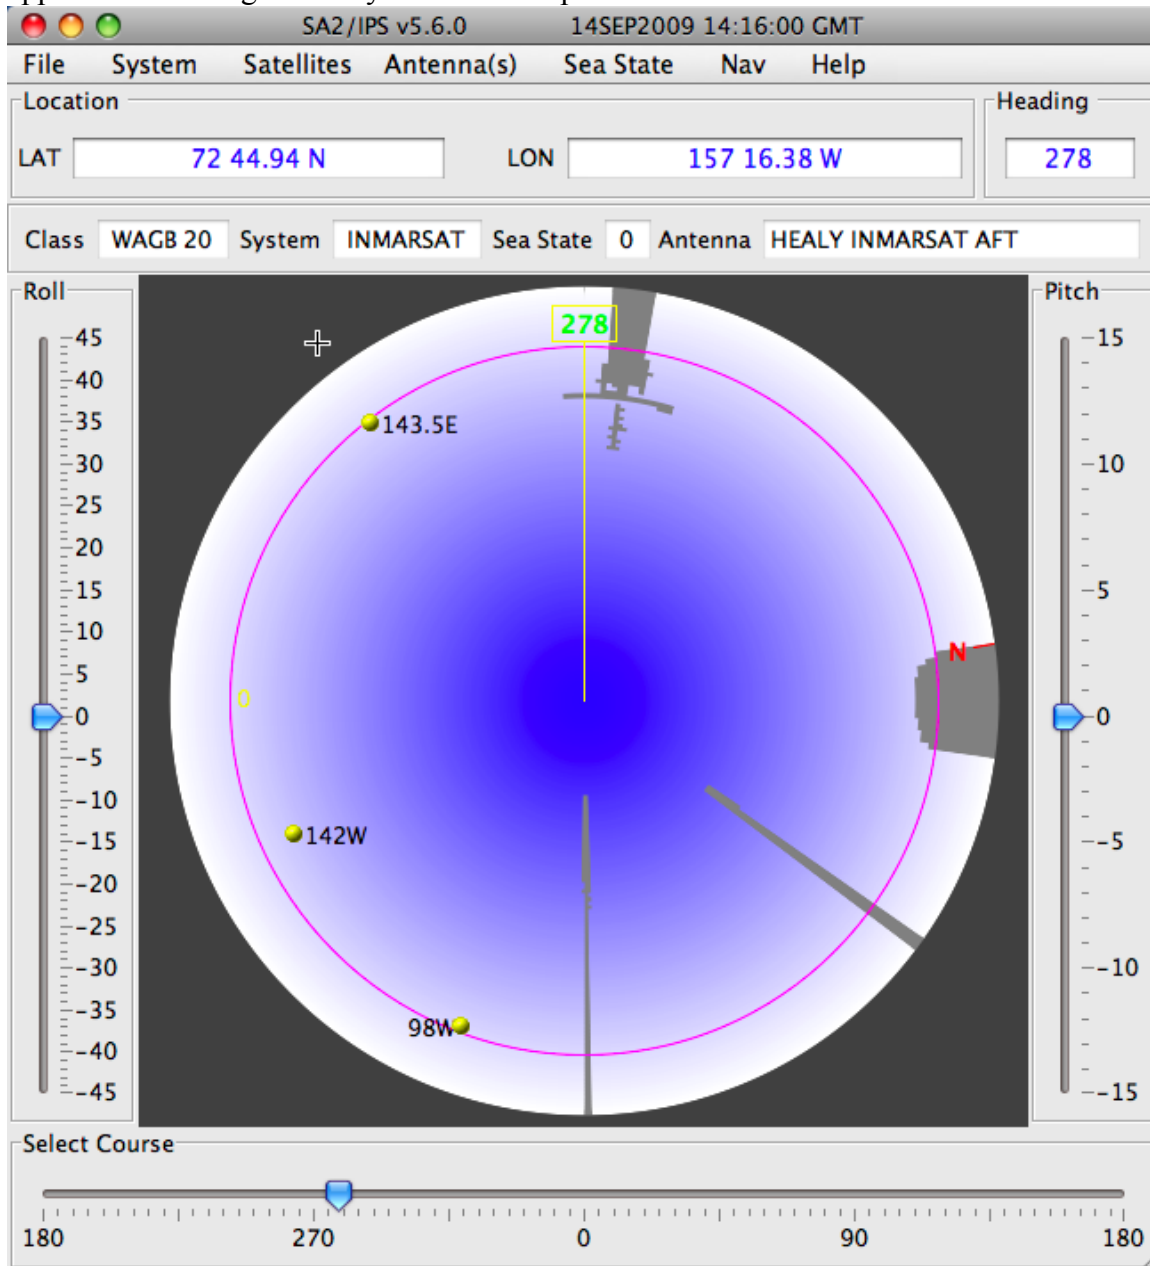 SA2/IPS v5.6.0 14SEP2009 14:16:00 GMT
File System Satellites Antenna(s) Sea State Nav Help
Location Heading
LAT 72 44.94 N LON 157 16.38 W 278
Class WAGB 20 System INMARSAT Sea State 0 Antenna HEALY INMARSAT AFT
Roll
45
40
35
30
25
20
15
10
5
0
-5
-10
-15
-20
-25
-30
-35
-40
-45
278
143.5E
N
0
142W
98W
Pitch
15
10
5
0
-5
-10
-15
Select Course
180 270 0 90 180